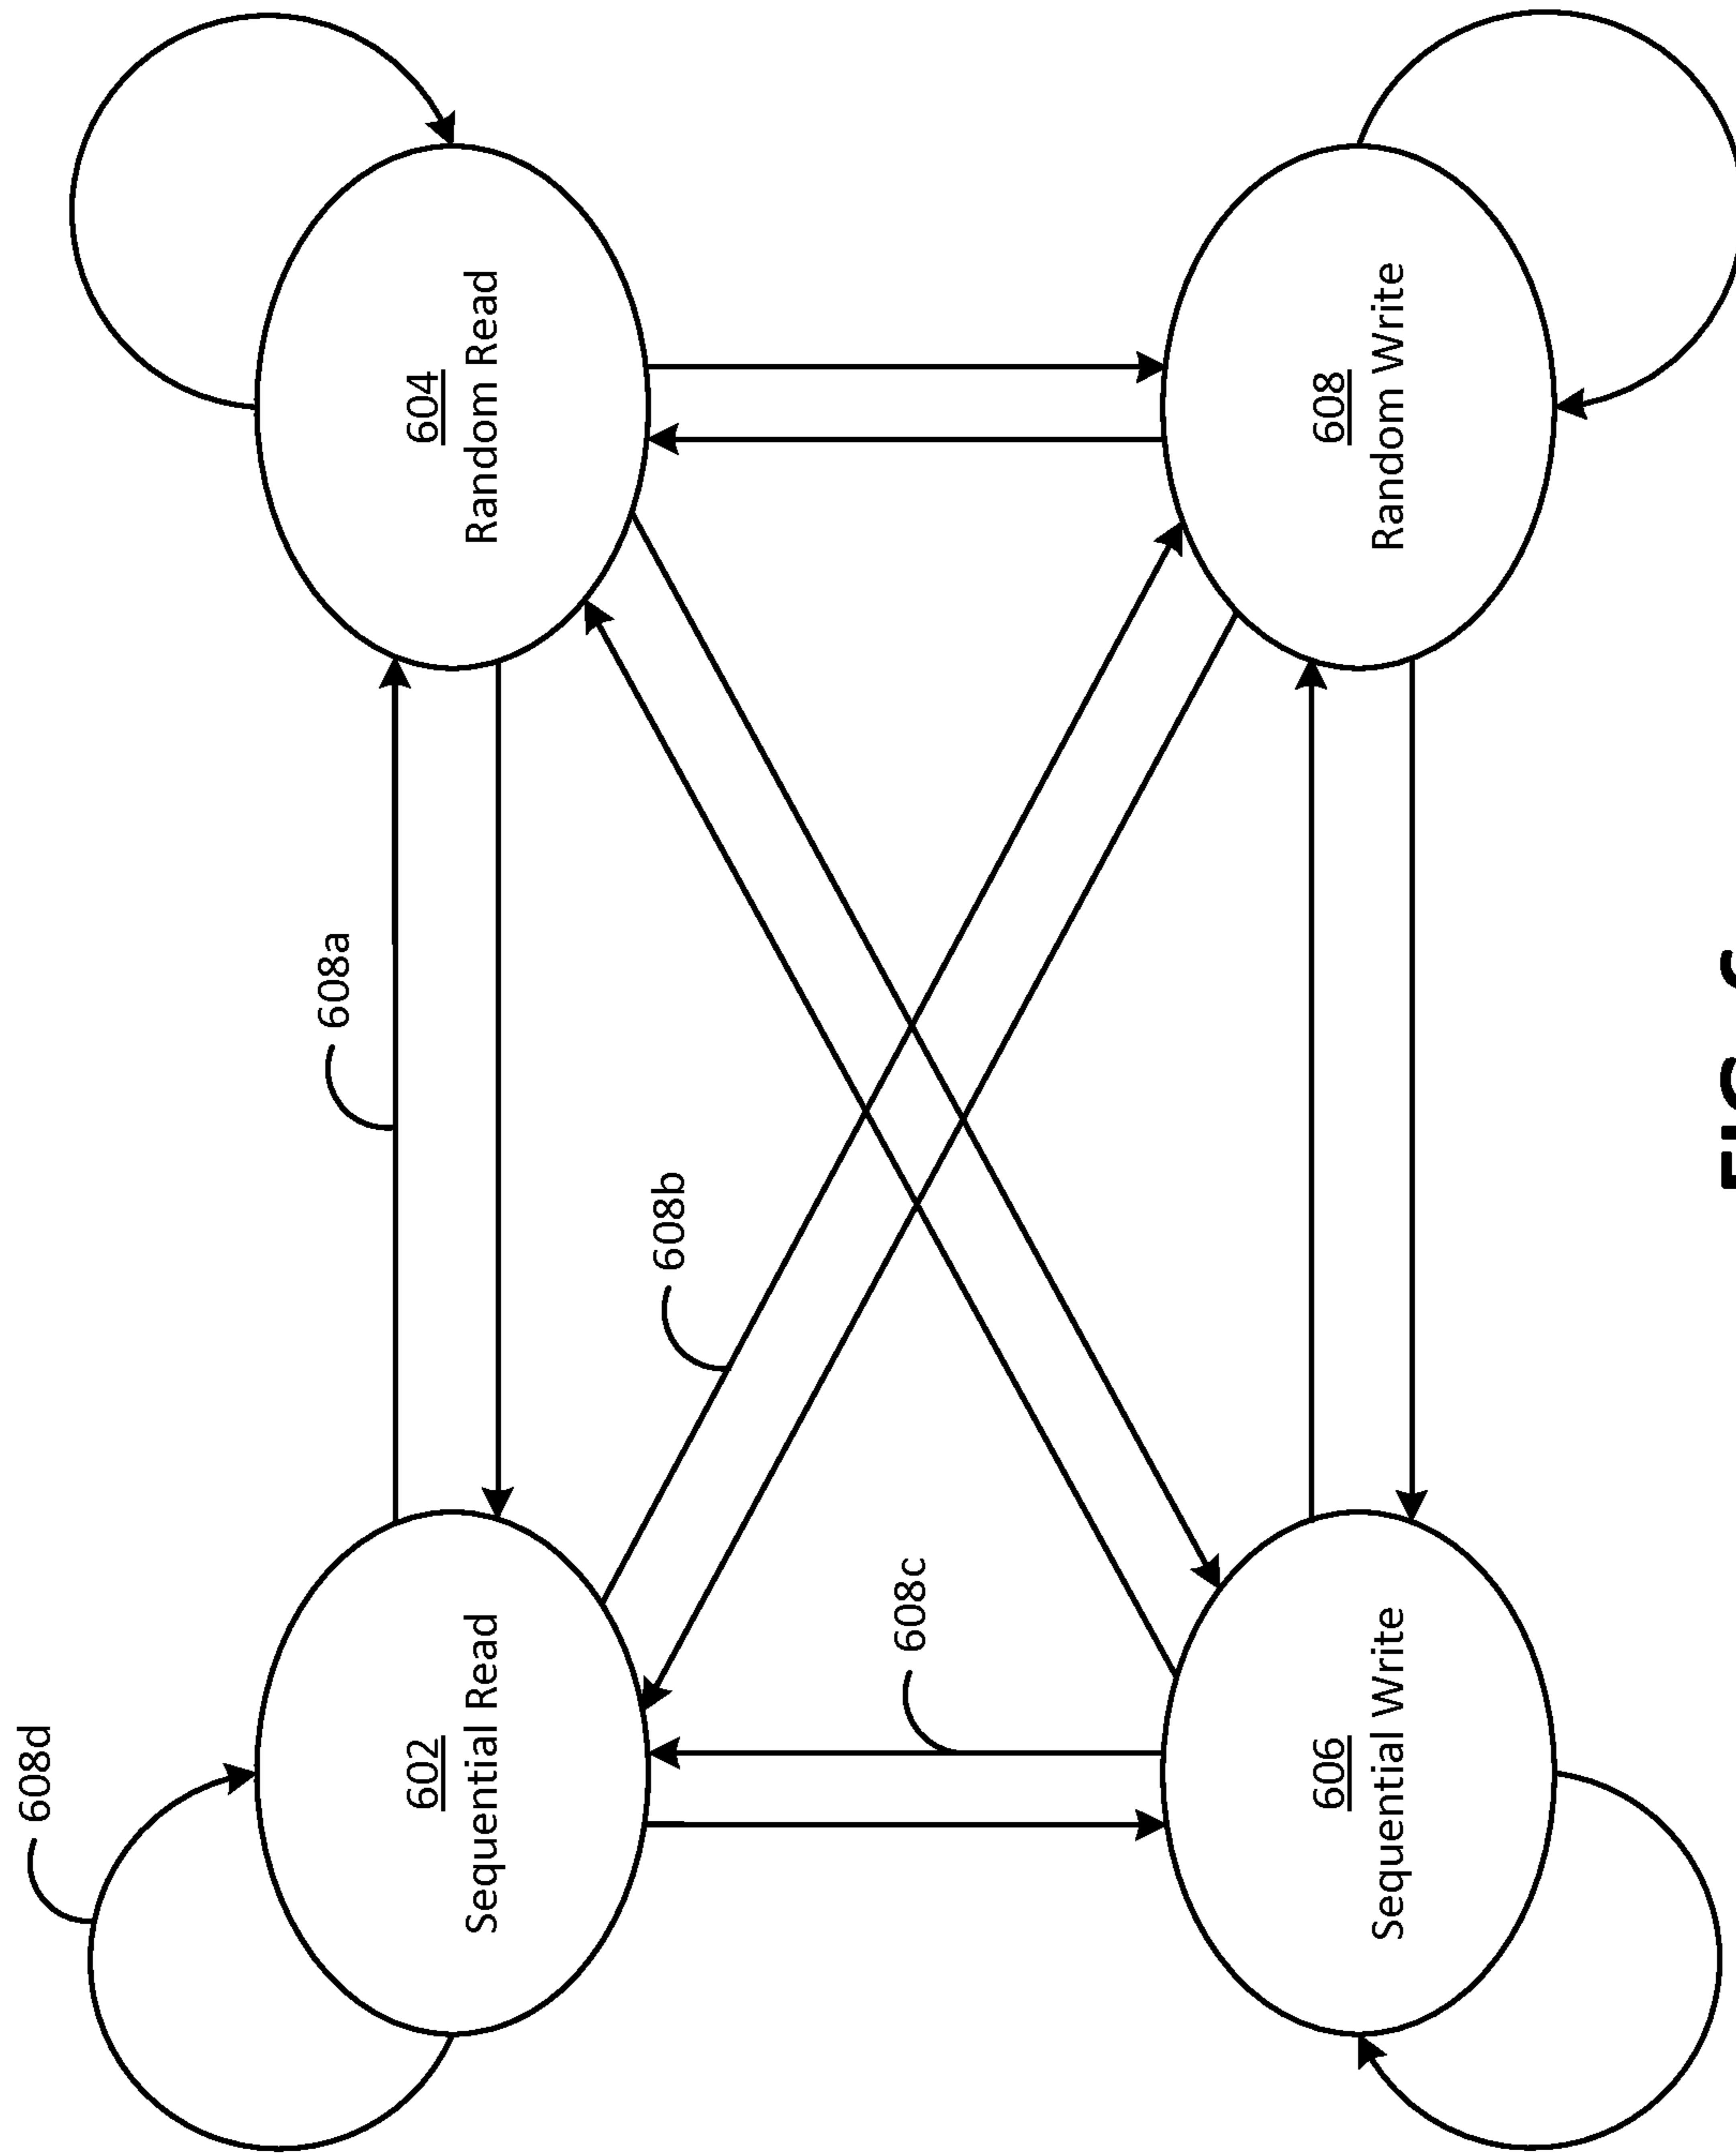 608d
602
Sequential Read
608a
604
Random Read
608b
608c
606
Sequential Write
608
Random Write